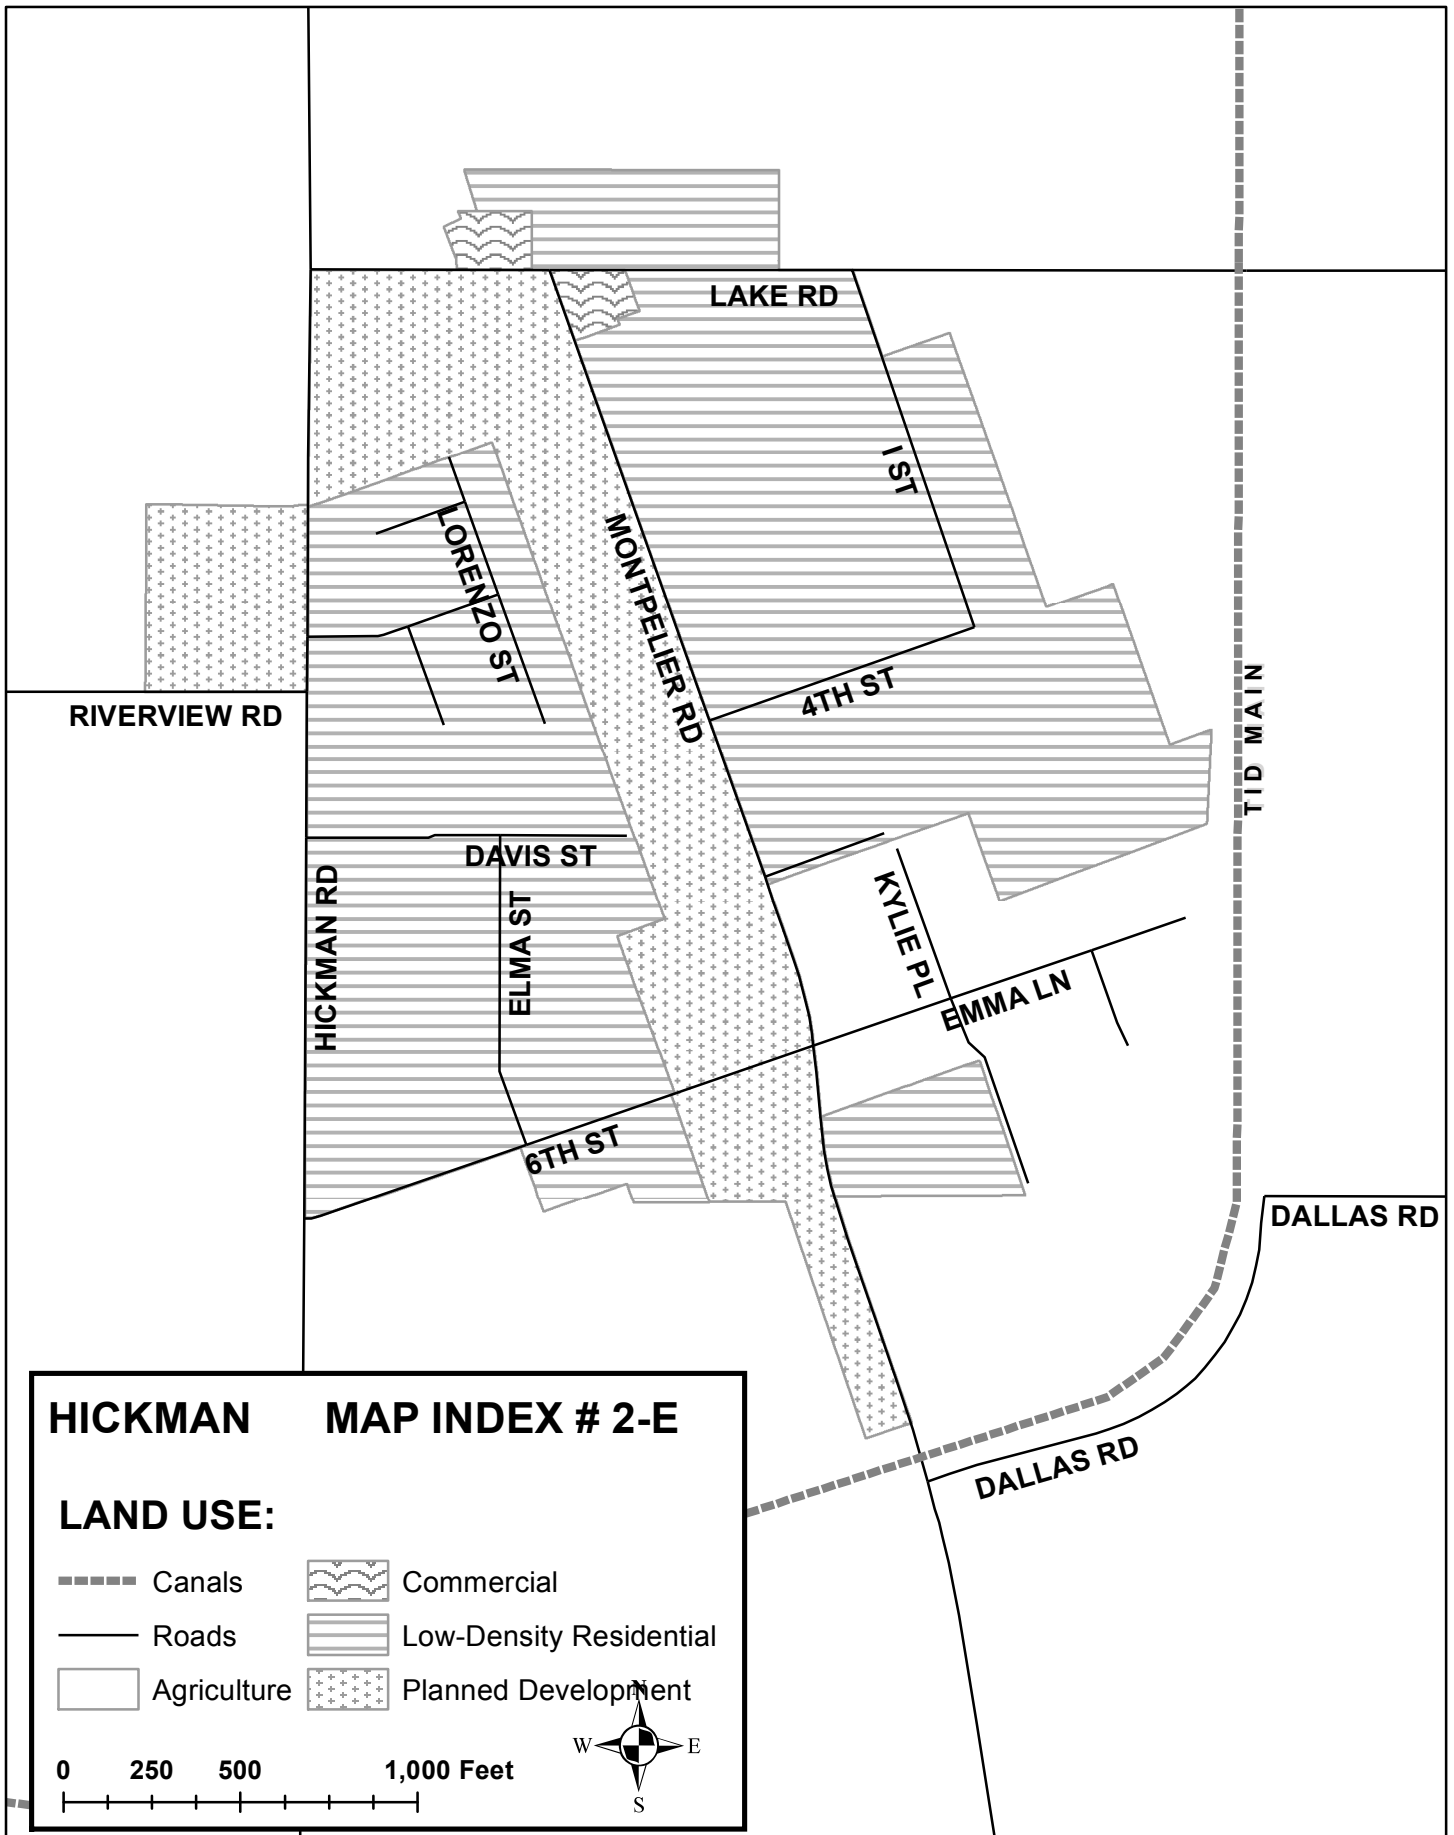 LAKE RD
I ST
LORENZO ST
MONTPELIER RD
4TH ST
TID MAIN
RIVERVIEW RD
DAVIS ST
HICKMAN RD
ELMA ST
KYLIE PL
EMMA LN
6TH ST
DALLAS RD
DALLAS RD
HICKMAN MAP INDEX # 2-E
LAND USE:
Canals Commercial
Roads Low-Density Residential
Agriculture Planned Development
N
W E
S
0 250 500 1,000 Feet